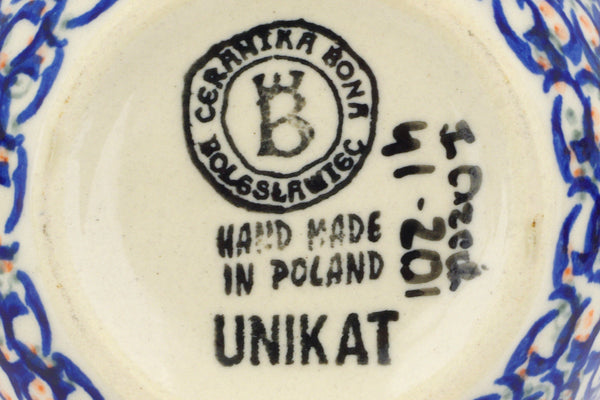 CERAMIKA BONA
B
BOLESŁAWIEC
HAND MADE
IN POLAND
UNIKAT